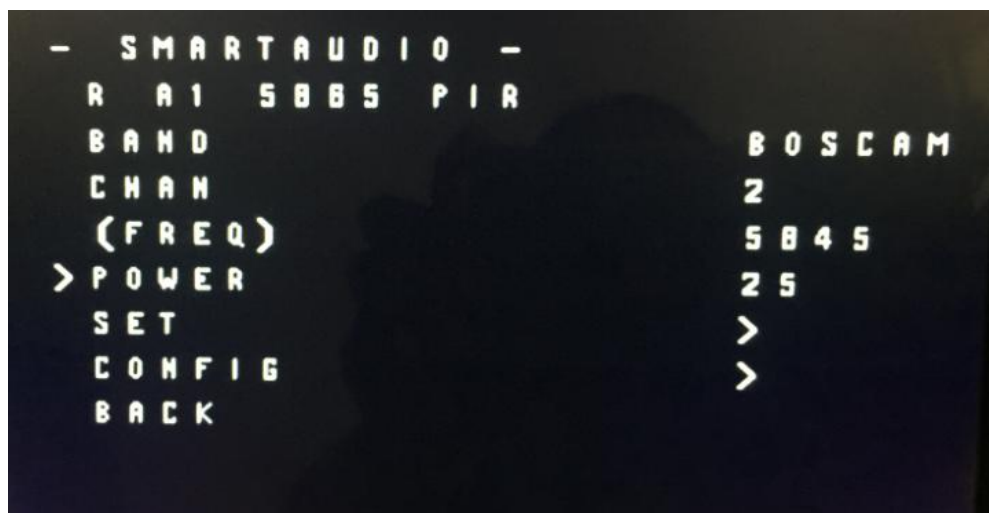 - SMARTAUDIO -
R A1 5865 PIR
BAND BOSCAM
CHAN 2
(FREQ) 5845
> POWER 25
SET >
CONFIG >
BACK